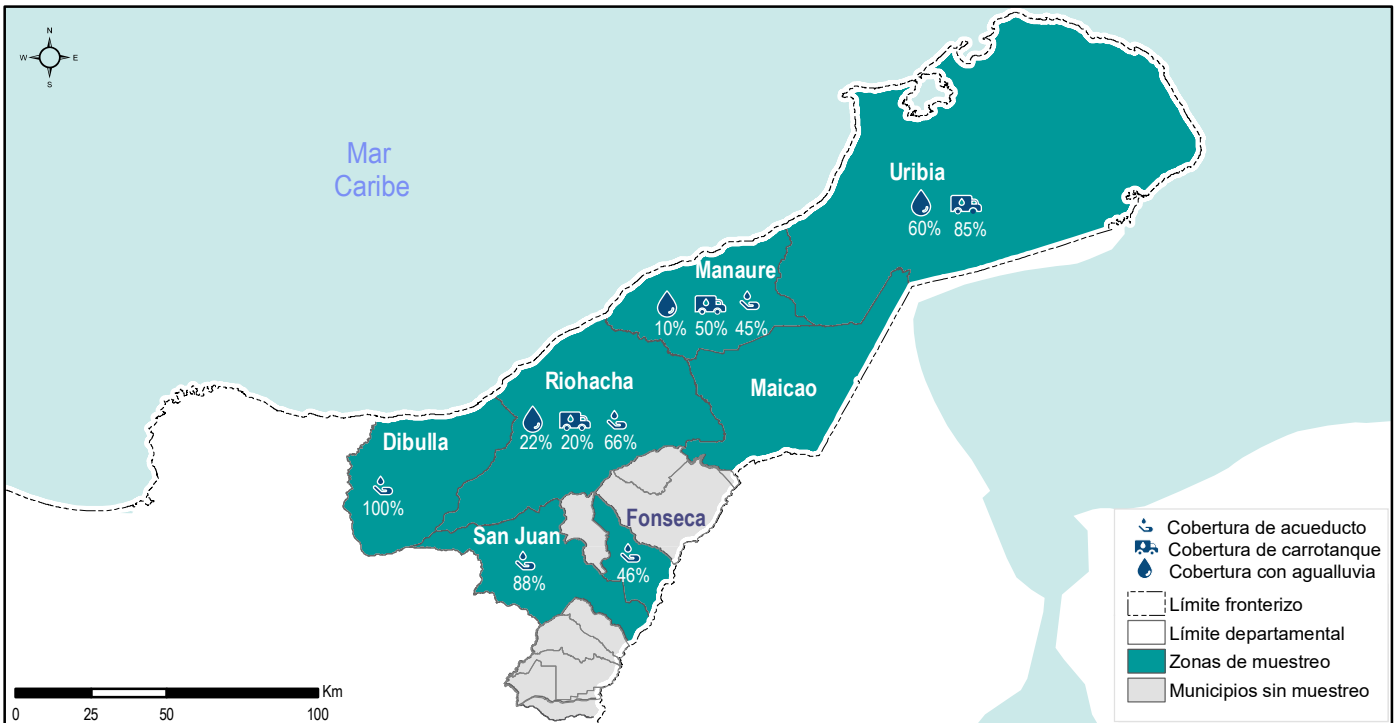 N
W E
S
Mar
Caribe
Uribia
60% 85%
Manaure
10% 50% 45%
Maicao
Riohacha
22% 20% 66%
Dibulla
100%
Fonseca
San Juan
88%
46%
Cobertura de acueducto
Cobertura de carrotanque
Cobertura con agualluvia
Límite fronterizo
Límite departamental
Zonas de muestreo
Municipios sin muestreo
Km
0 25 50 100